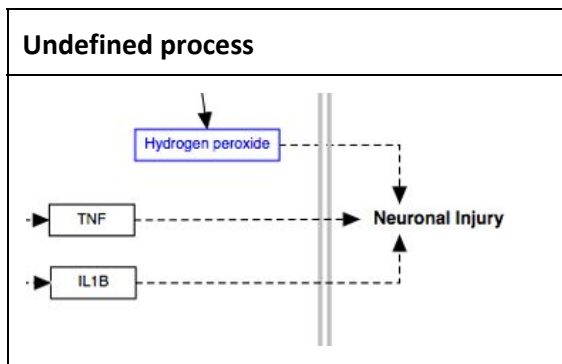 Undefined process
Hydrogen peroxide
TNF
Neuronal Injury
IL1B